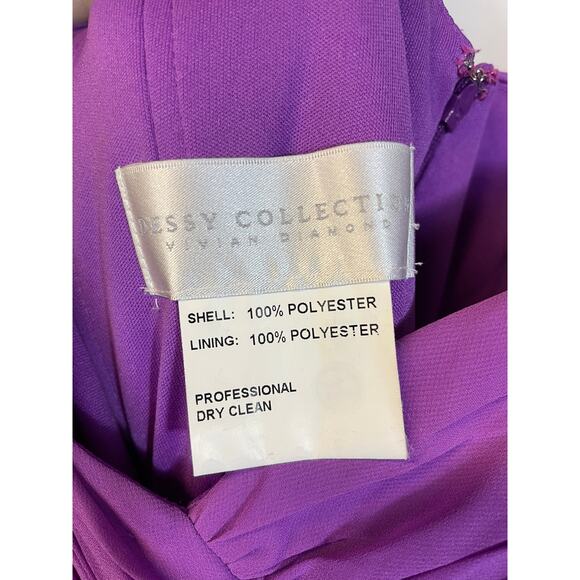 DESSY COLLECTIO
VIVIAN DIAMOND
SHELL: 100% POLYESTER
LINING: 100% POLYESTER
PROFESSIONAL
DRY CLEAN